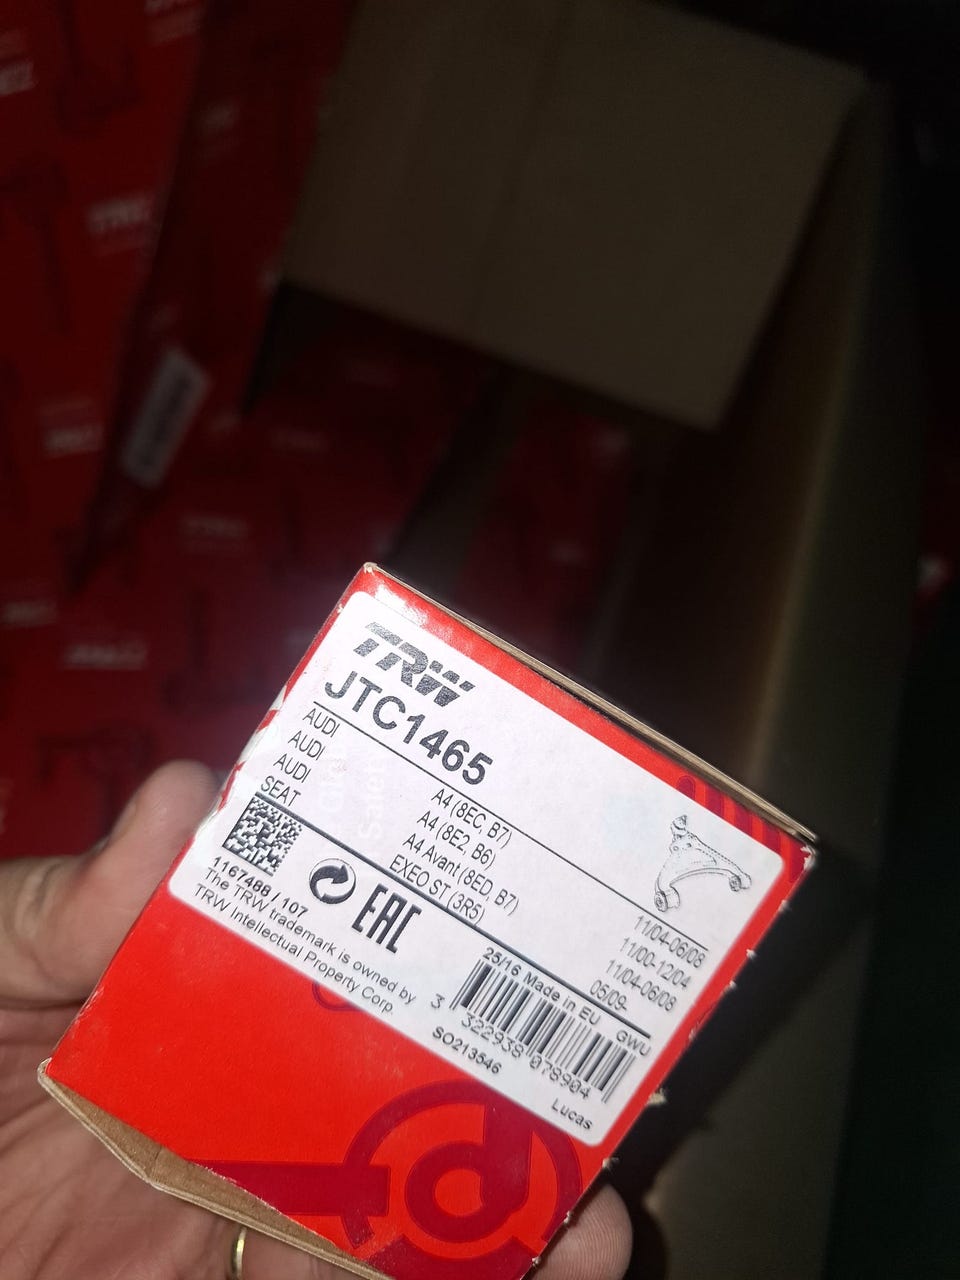 TRW
JTC1465
AUDI A4 (8EC, B7) 11/04-06/08
AUDI A4 (8E2, B6) 11/00-12/04
AUDI A4 Avant (8ED, B7) 11/04-06/08
SEAT EXEO ST (3R5) 05/09-
25/16 Made in EU GWU
1167488 / 107
EAC
The TRW trademark is owned by
TRW Intellectual Property Corp.
3 322938 078904
SO213546
Lucas